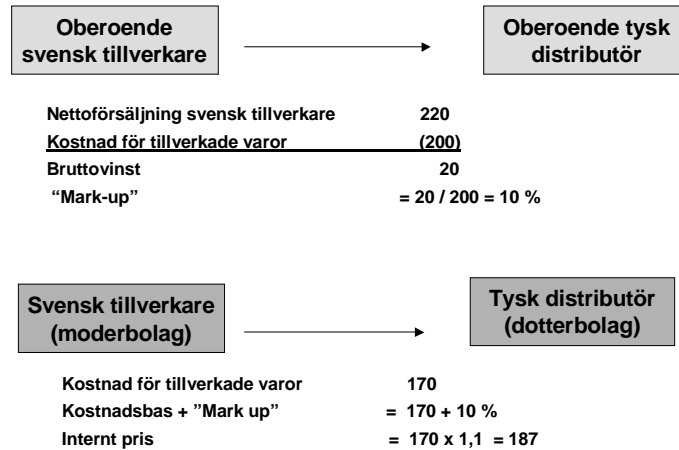 Oberoende
svensk tillverkare
Oberoende tysk
distributör
Nettoförsäljning svensk tillverkare 220
Kostnad för tillverkade varor (200)
Bruttovinst 20
“Mark-up” = 20 / 200 = 10 %
Svensk tillverkare
(moderbolag)
Tysk distributör
(dotterbolag)
Kostnad för tillverkade varor 170
Kostnadsbas + ”Mark up” = 170 + 10 %
Internt pris = 170 x 1,1 = 187